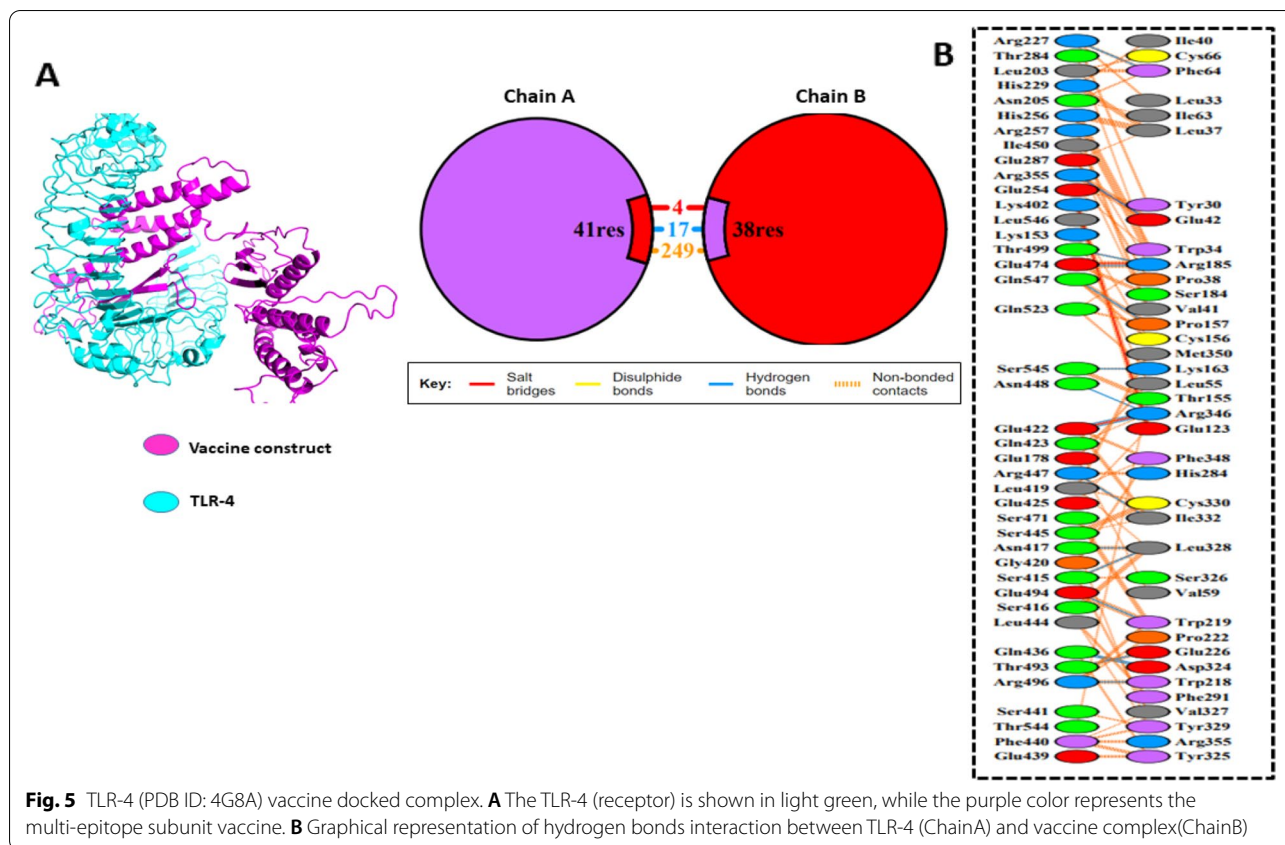 A
B
Chain A
Chain B
41res
4
17
249
38res
Key:
Salt
bridges
Disulphide
bonds
Hydrogen
bonds
Non-bonded
contacts
Q
Vaccine construct
TLR-4
Arg227
Thr284
Leu203
His229
Asn205
His256
Arg257
Ile450
Glu287
Arg355
Glu254
Lys402
Leu546
Lys153
Thr499
Glu474
Gln547
Gln523
Ser545
Asn448
Glu422
Gln423
Glu178
Arg447
Leu419
Glu425
Ser471
Ser445
Asn417
Gly420
Ser415
Glu494
Ser416
Leu444
Gln436
Thr493
Arg496
Ser441
Thr544
Phe440
Glu439
Ile40
Cys66
Phe64
Leu33
Ile63
Leu37
Tyr30
Glu42
Trp34
Arg185
Pro38
Ser184
Val41
Pro157
Cys156
Met350
Lys163
Leu55
Thr155
Arg346
Glu123
Phe348
His284
Cys330
Ile332
Leu328
Ser326
Val59
Trp219
Pro222
Glu226
Asp324
Trp218
Phe291
Val327
Tyr329
Arg355
Tyr325
Fig. 5 TLR-4 (PDB ID: 4G8A) vaccine docked complex. A The TLR-4 (receptor) is shown in light green, while the purple color represents the
multi-epitope subunit vaccine. B Graphical representation of hydrogen bonds interaction between TLR-4 (ChainA) and vaccine complex(ChainB)